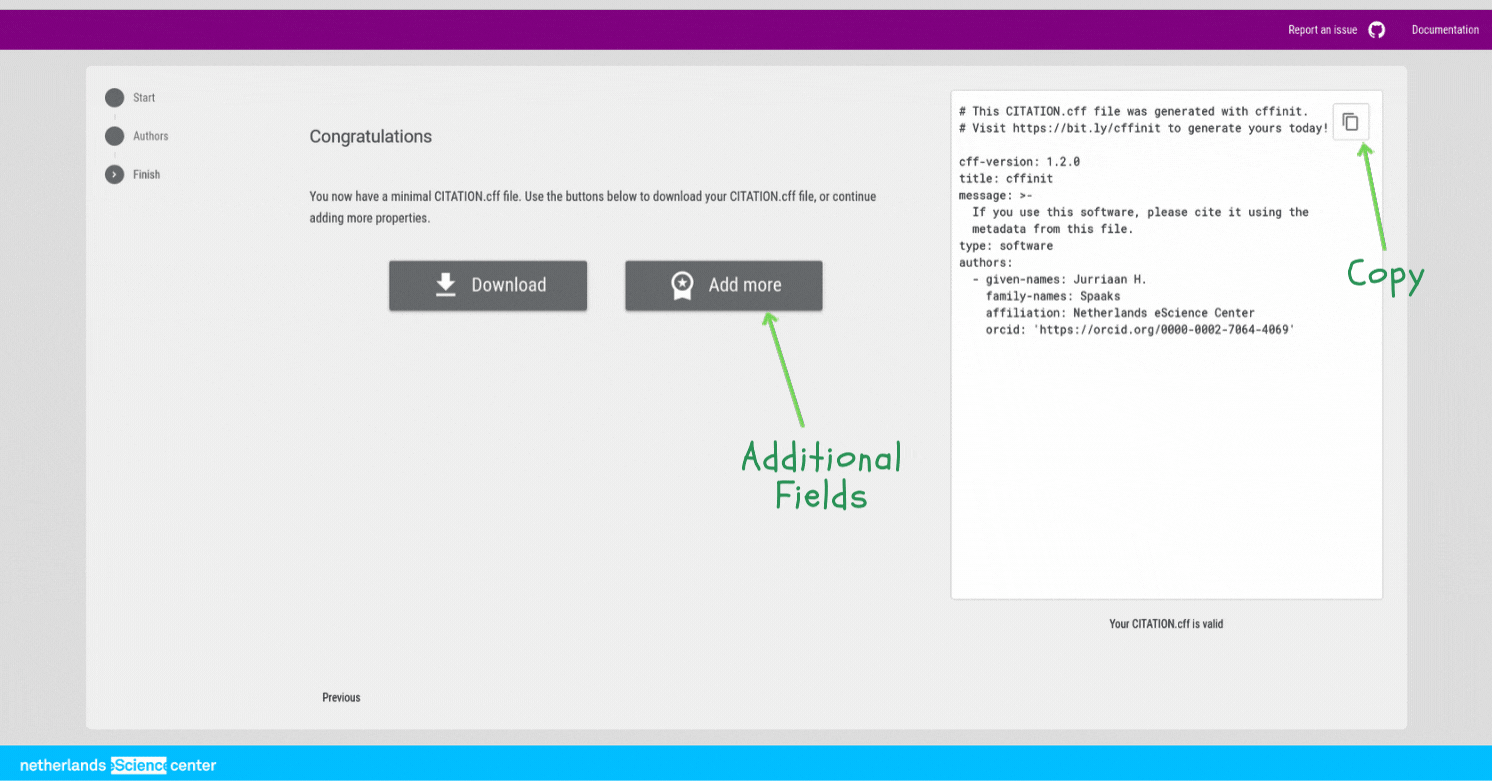 Report an issue
Documentation
Start
Authors
Finish
Congratulations
You now have a minimal CITATION.cff file. Use the buttons below to download your CITATION.cff file, or continue
adding more properties.
Download
Add more
Additional
Fields
# This CITATION.cff file was generated with cffinit.
# Visit https://bit.ly/cffinit to generate yours today!
cff-version: 1.2.0
title: cffinit
message: >-
  If you use this software, please cite it using the
  metadata from this file.
type: software
authors:
  - given-names: Jurriaan H.
    family-names: Spaaks
    affiliation: Netherlands eScience Center
    orcid: 'https://orcid.org/0000-0002-7064-4069'
Copy
Your CITATION.cff is valid
Previous
netherlands eScience center